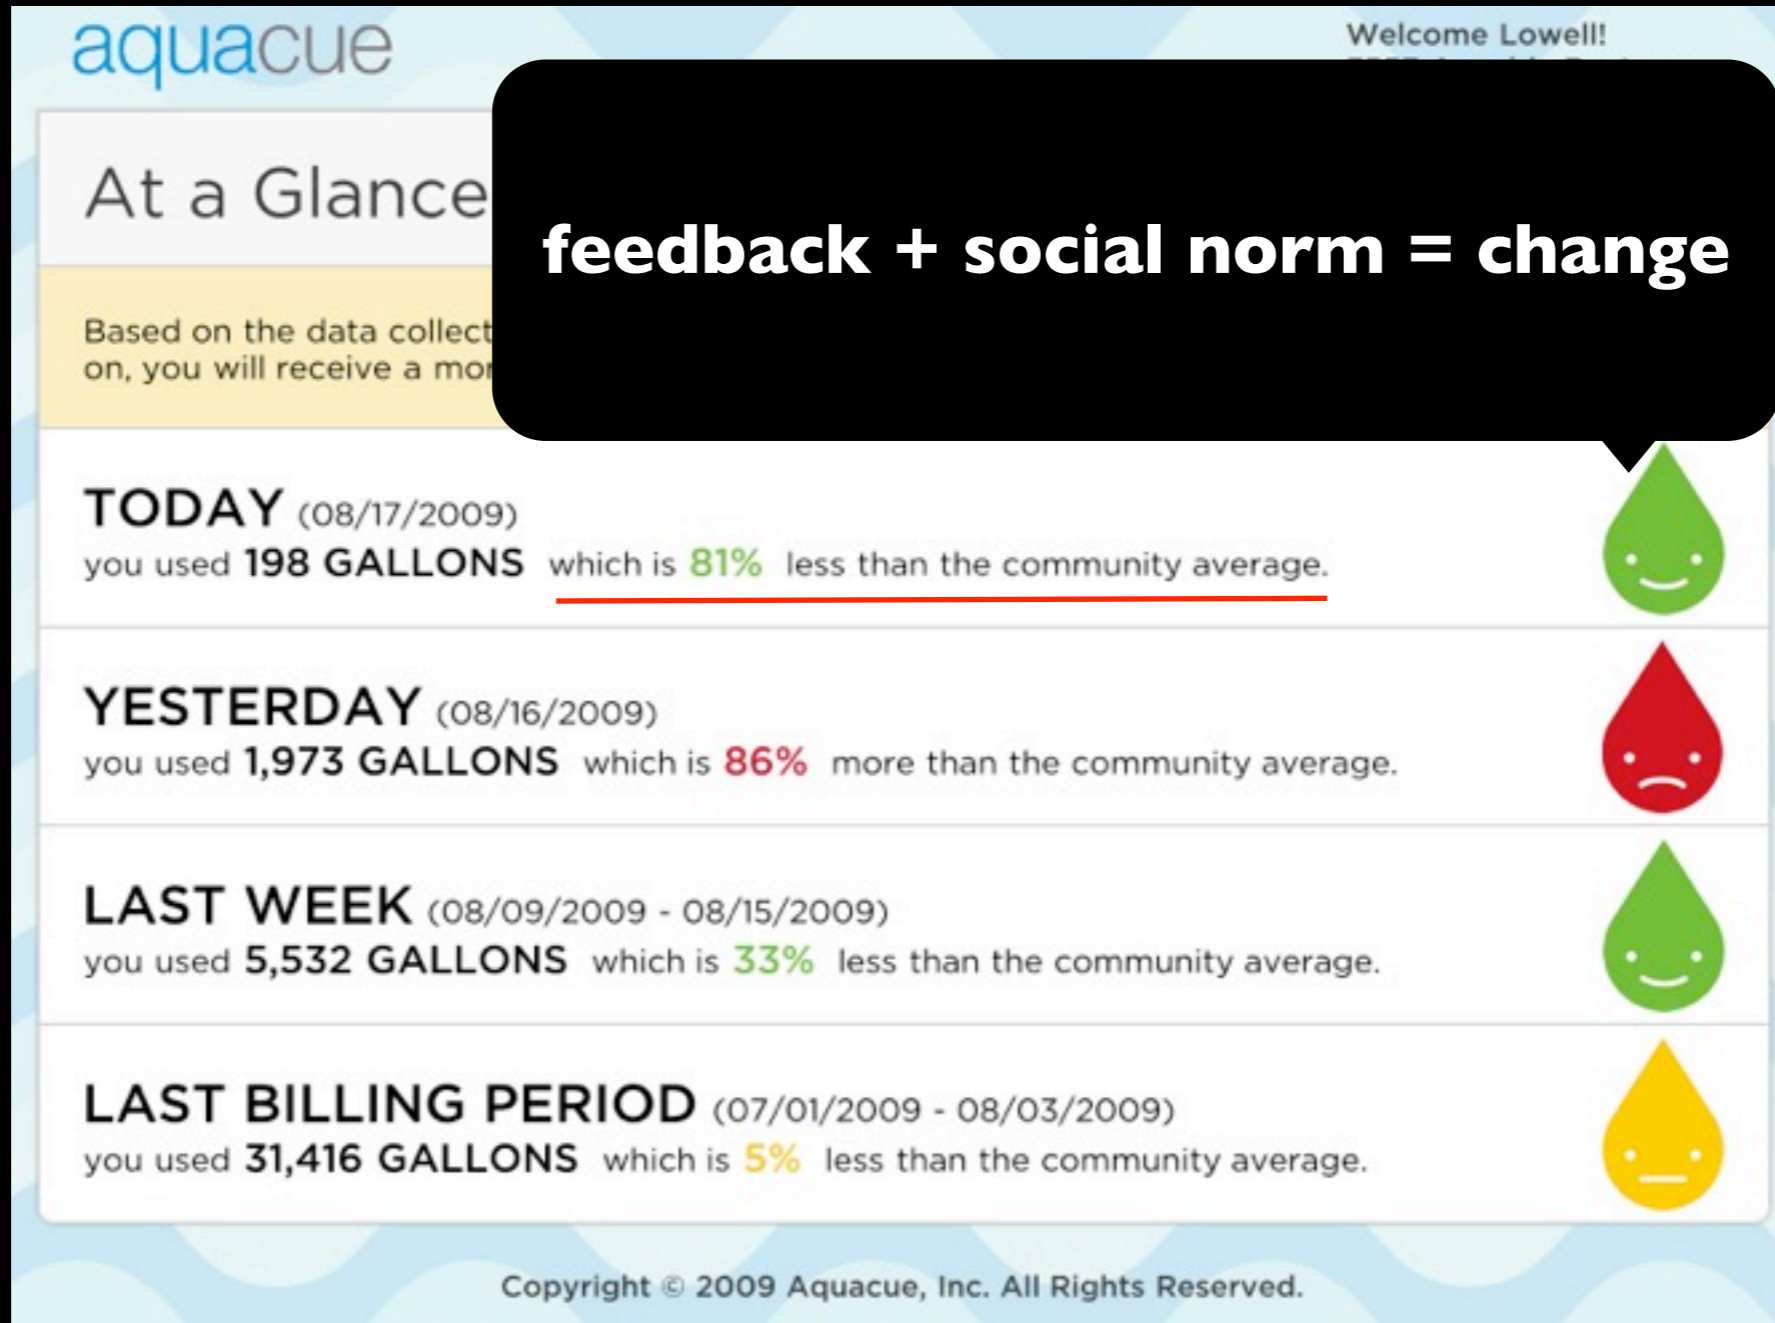 aquacue
Welcome Lowell!
At a Glance
feedback + social norm = change
Based on the data
on, you will receive a
TODAY (08/17/2009)
you used 198 GALLONS which is 81% less than the community average.
YESTERDAY (08/16/2009)
you used 1,973 GALLONS which is 86% more than the community average.
LAST WEEK (08/09/2009 - 08/15/2009)
you used 5,532 GALLONS which is 33% less than the community average.
LAST BILLING PERIOD (07/01/2009 - 08/03/2009)
you used 31,416 GALLONS which is 5% less than the community average.
Copyright © 2009 Aquacue, Inc. All Rights Reserved.